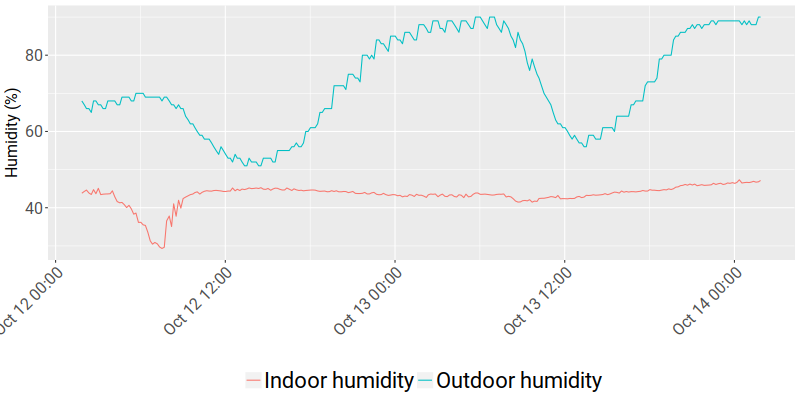 Humidity (%)
80
60
40
Oct 12 00:00
Oct 12 12:00
Oct 13 00:00
Oct 13 12:00
Oct 14 00:00
Indoor humidity Outdoor humidity